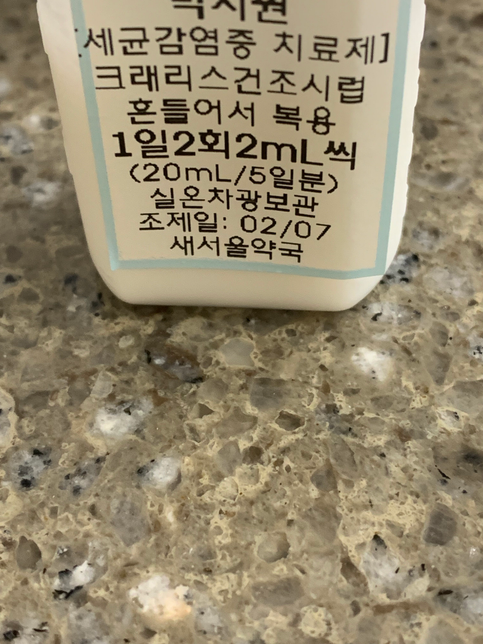 [세균감염증 치료제]
크래리스건조시럽
흔들어서 복용
1일2회2mL씩
(20mL/5일분)
실온차광보관
조제일: 02/07
새서울약국